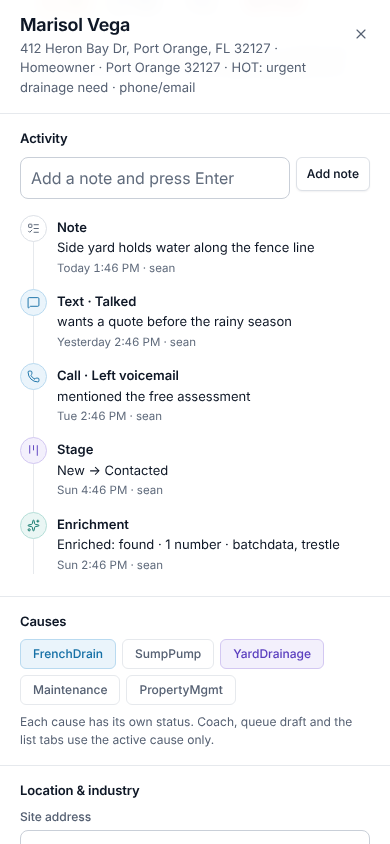 Marisol Vega
412 Heron Bay Dr, Port Orange, FL 32127 ·
Homeowner · Port Orange 32127 · HOT: urgent
drainage need · phone/email
Activity
Add a note and press Enter
Add note
Note
Side yard holds water along the fence line
Today 1:46 PM · sean
Text · Talked
wants a quote before the rainy season
Yesterday 2:46 PM · sean
Call · Left voicemail
mentioned the free assessment
Tue 2:46 PM · sean
Stage
New → Contacted
Sun 4:46 PM · sean
Enrichment
Enriched: found · 1 number · batchdata, trestle
Sun 2:46 PM · sean
Causes
FrenchDrain
SumpPump
YardDrainage
Maintenance
PropertyMgmt
Each cause has its own status. Coach, queue draft and the
list tabs use the active cause only.
Location & industry
Site address